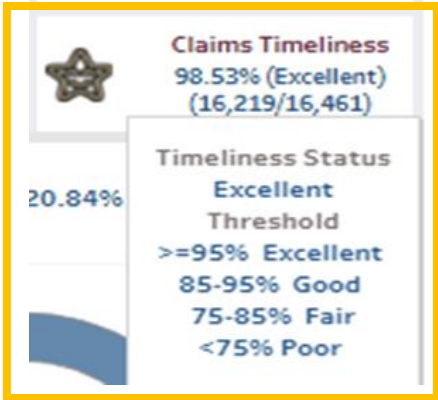 Claims Timeliness
98.53% (Excellent)
(16,219/16,461)
20.84%
Timeliness Status
Excellent
Threshold
>=95% Excellent
85-95% Good
75-85% Fair
<75% Poor